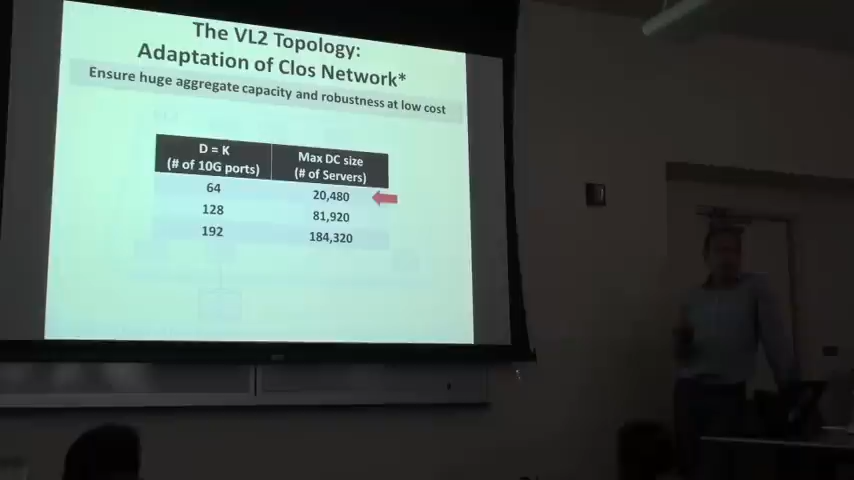 The VL2 Topology:
Adaptation of Clos Network*
Ensure huge aggregate capacity and robustness at low cost
D = K
(# of 10G ports)
Max DC size
(# of Servers)
64
20,480
128
81,920
192
184,320